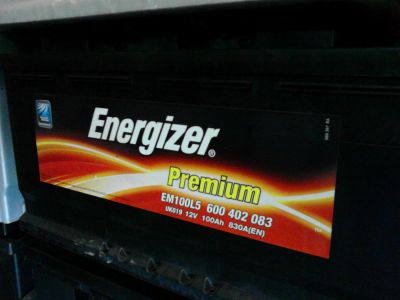 Energizer®
Premium
EM100L5 600 402 083
UK019 12V 100Ah 830A(EN)